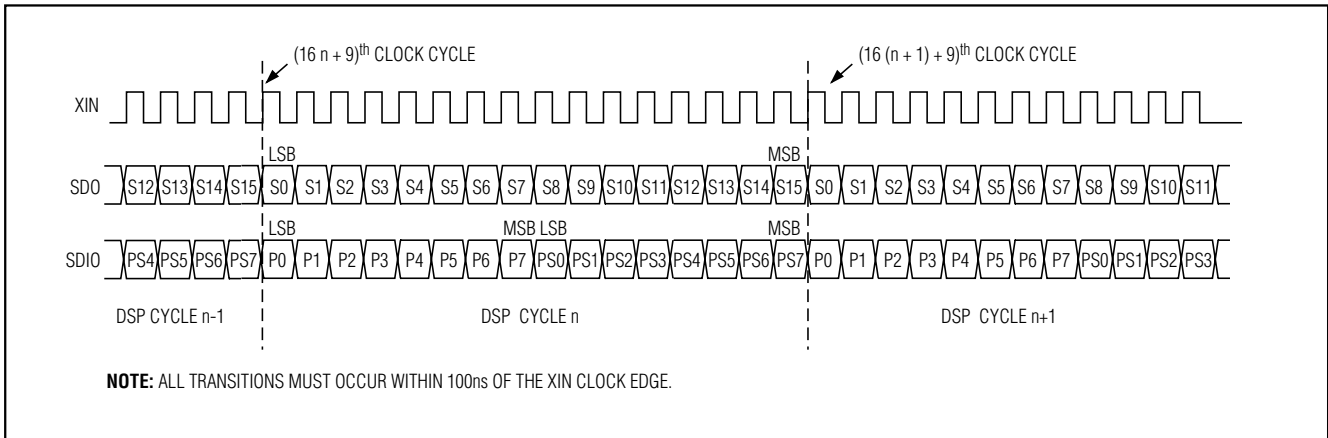 (16 n + 9)th CLOCK CYCLE (16 (n + 1) + 9)th CLOCK CYCLE
XIN
LSB MSB
SDO S12 S13 S14 S15 S0 S1 S2 S3 S4 S5 S6 S7 S8 S9 S10 S11 S12 S13 S14 S15 S0 S1 S2 S3 S4 S5 S6 S7 S8 S9 S10 S11
LSB MSB LSB MSB
SDIO PS4 PS5 PS6 PS7 P0 P1 P2 P3 P4 P5 P6 P7 PS0 PS1 PS2 PS3 PS4 PS5 PS6 PS7 P0 P1 P2 P3 P4 P5 P6 P7 PS0 PS1 PS2 PS3
DSP CYCLE n-1 DSP CYCLE n DSP CYCLE n+1
NOTE: ALL TRANSITIONS MUST OCCUR WITHIN 100ns OF THE XIN CLOCK EDGE.